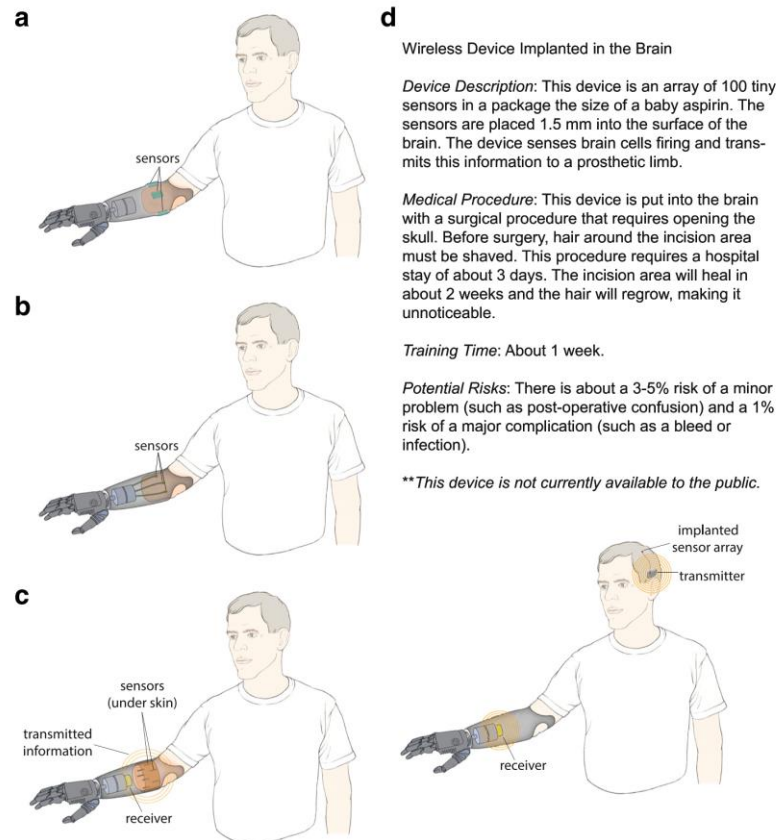 a
sensors
b
sensors
c
sensors
(under skin)
transmitted
information
receiver
d
Wireless Device Implanted in the Brain
Device Description: This device is an array of 100 tiny
sensors in a package the size of a baby aspirin. The
sensors are placed 1.5 mm into the surface of the
brain. The device senses brain cells firing and trans-
mits this information to a prosthetic limb.
Medical Procedure: This device is put into the brain
with a surgical procedure that requires opening the
skull. Before surgery, hair around the incision area
must be shaved. This procedure requires a hospital
stay of about 3 days. The incision area will heal in
about 2 weeks and the hair will regrow, making it
unnoticeable.
Training Time: About 1 week.
Potential Risks: There is about a 3-5% risk of a minor
problem (such as post-operative confusion) and a 1%
risk of a major complication (such as a bleed or
infection).
**This device is not currently available to the public.
implanted
sensor array
transmitter
receiver